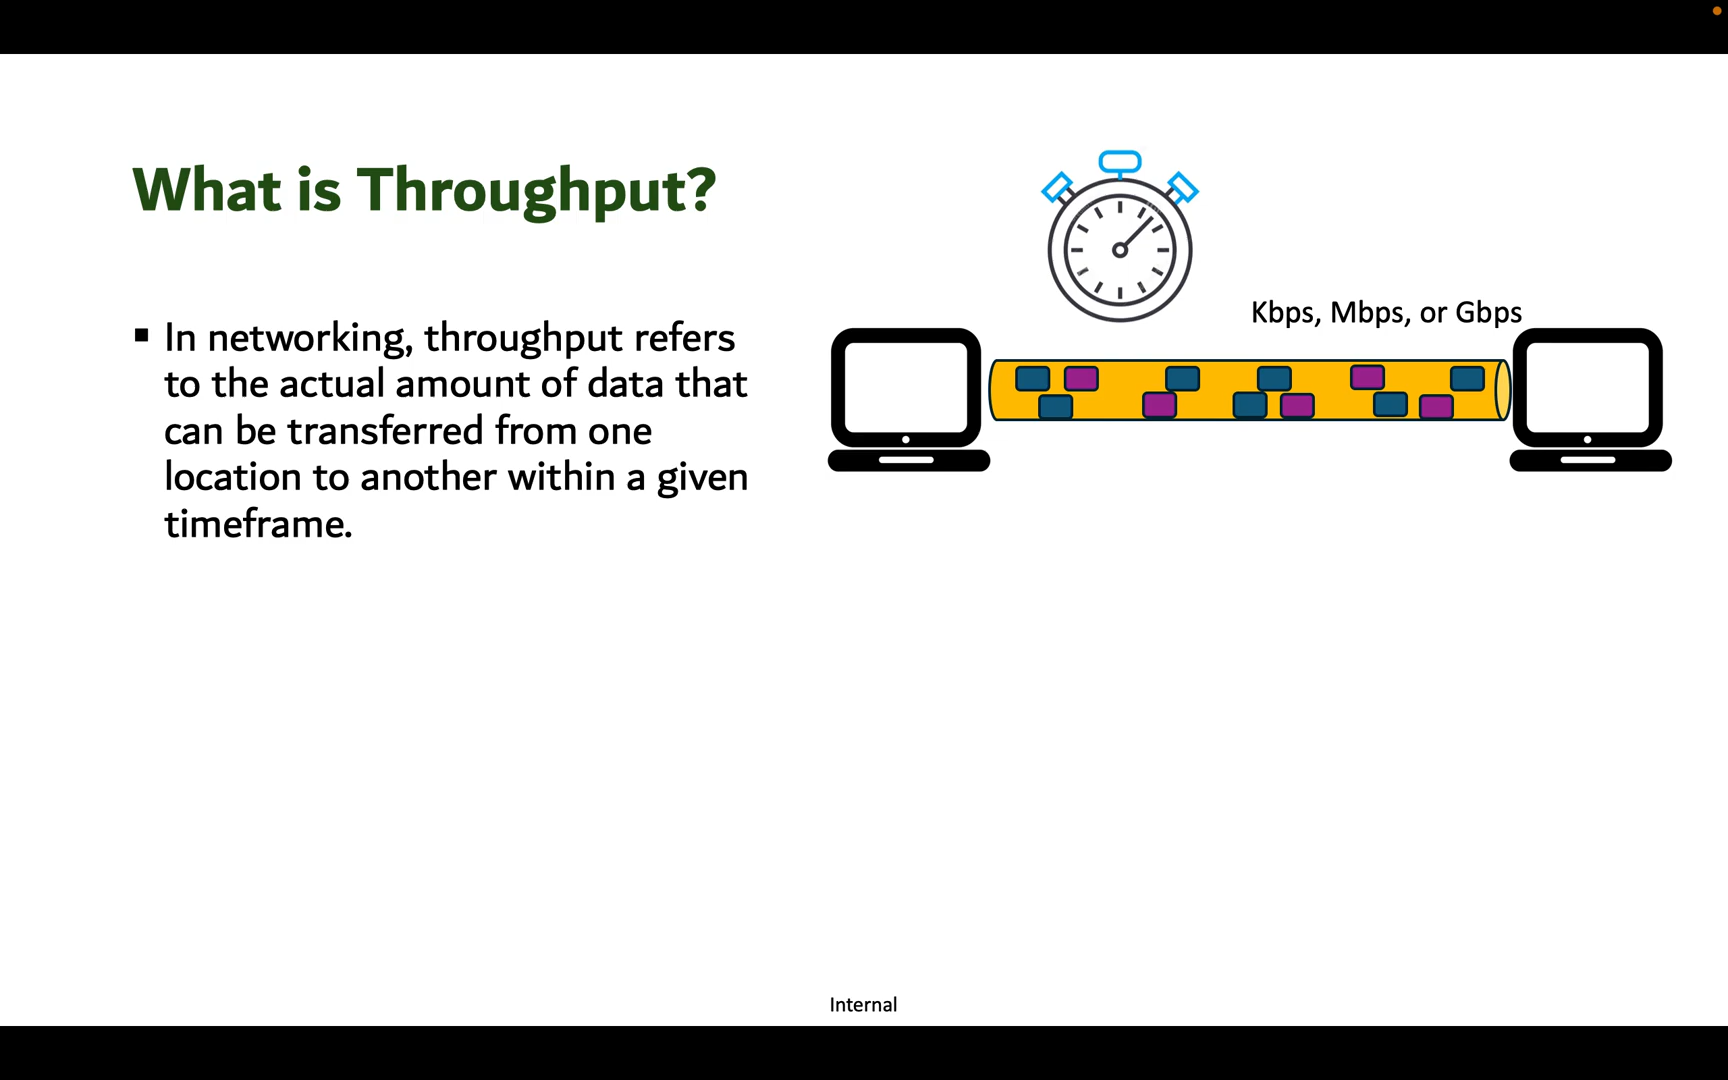 What is Throughput?
▪ In networking, throughput refers
to the actual amount of data that
can be transferred from one
location to another within a given
timeframe.
Kbps, Mbps, or Gbps
Internal